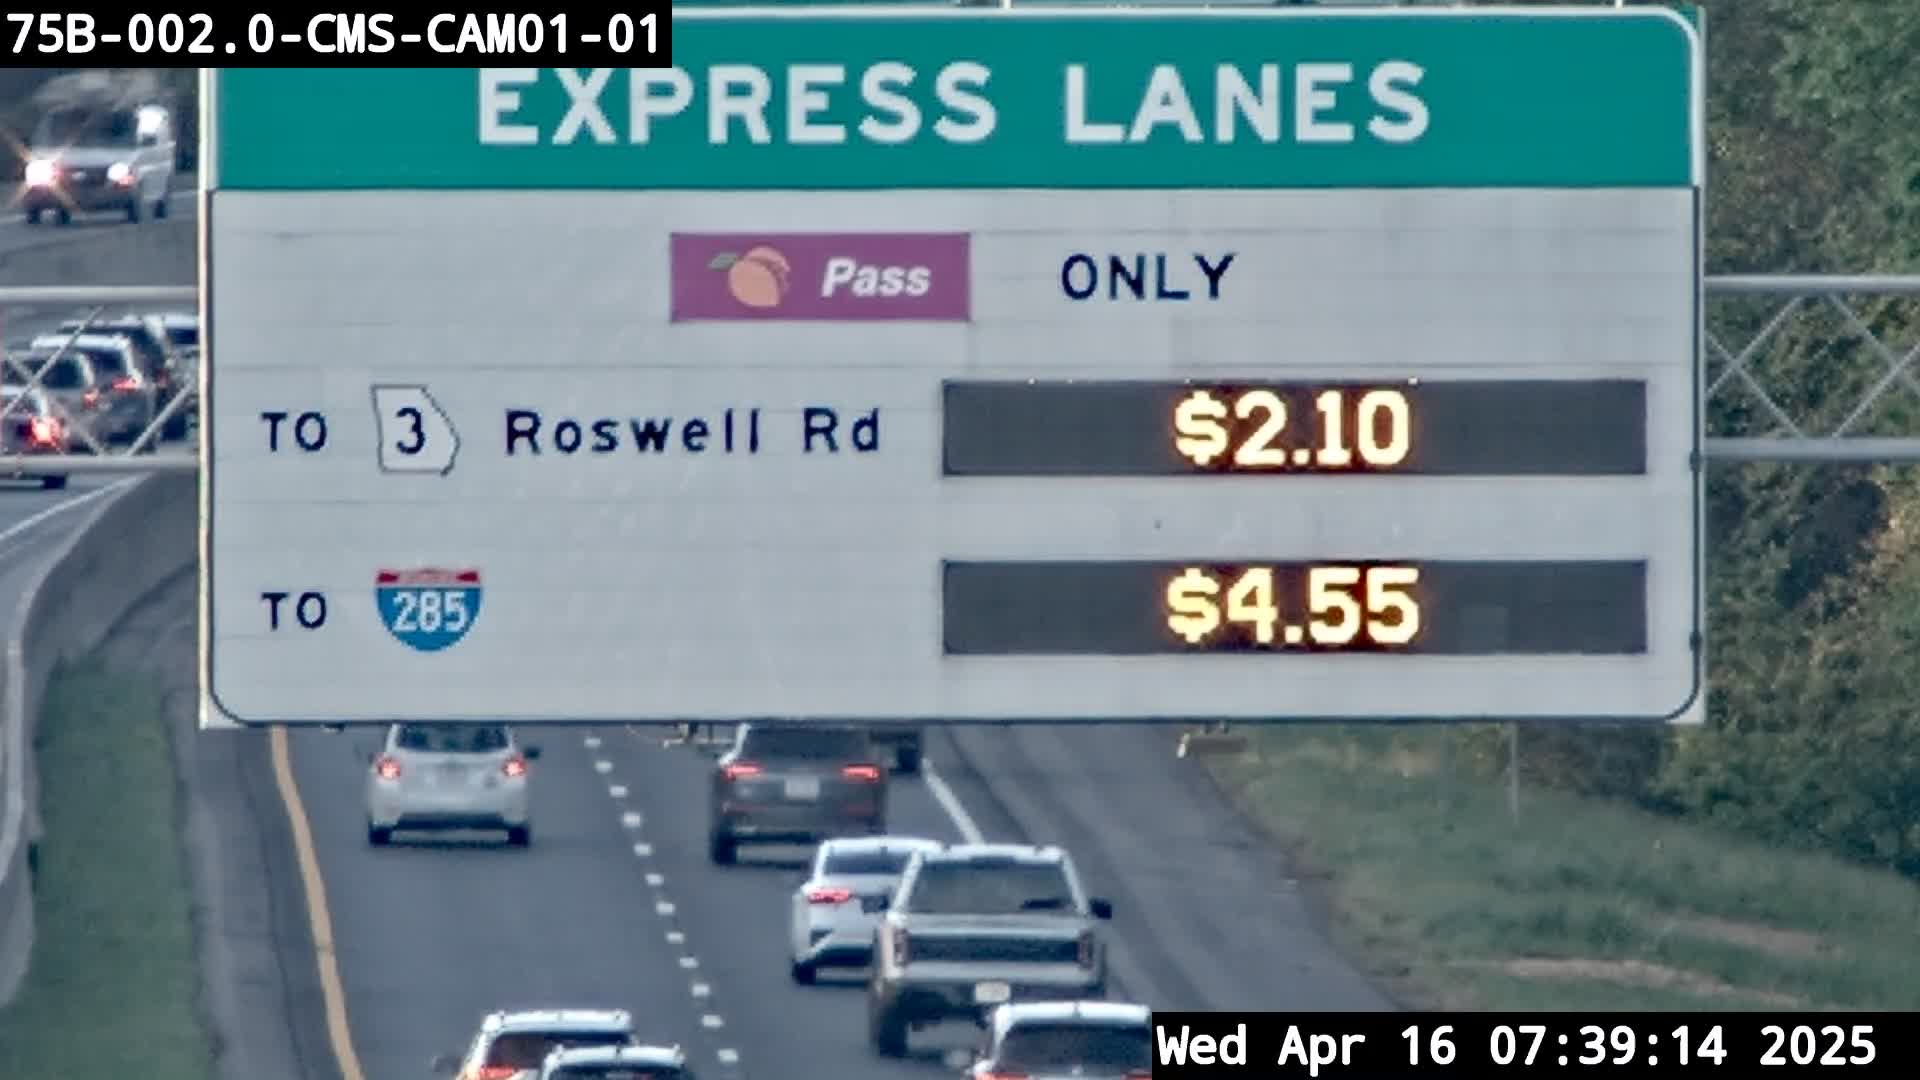 75B-002.0-CMS-CAM01-01
EXPRESS LANES
Pass ONLY
TO 3 Roswell Rd $2.10
TO 285 $4.55
Wed Apr 16 07:39:14 2025